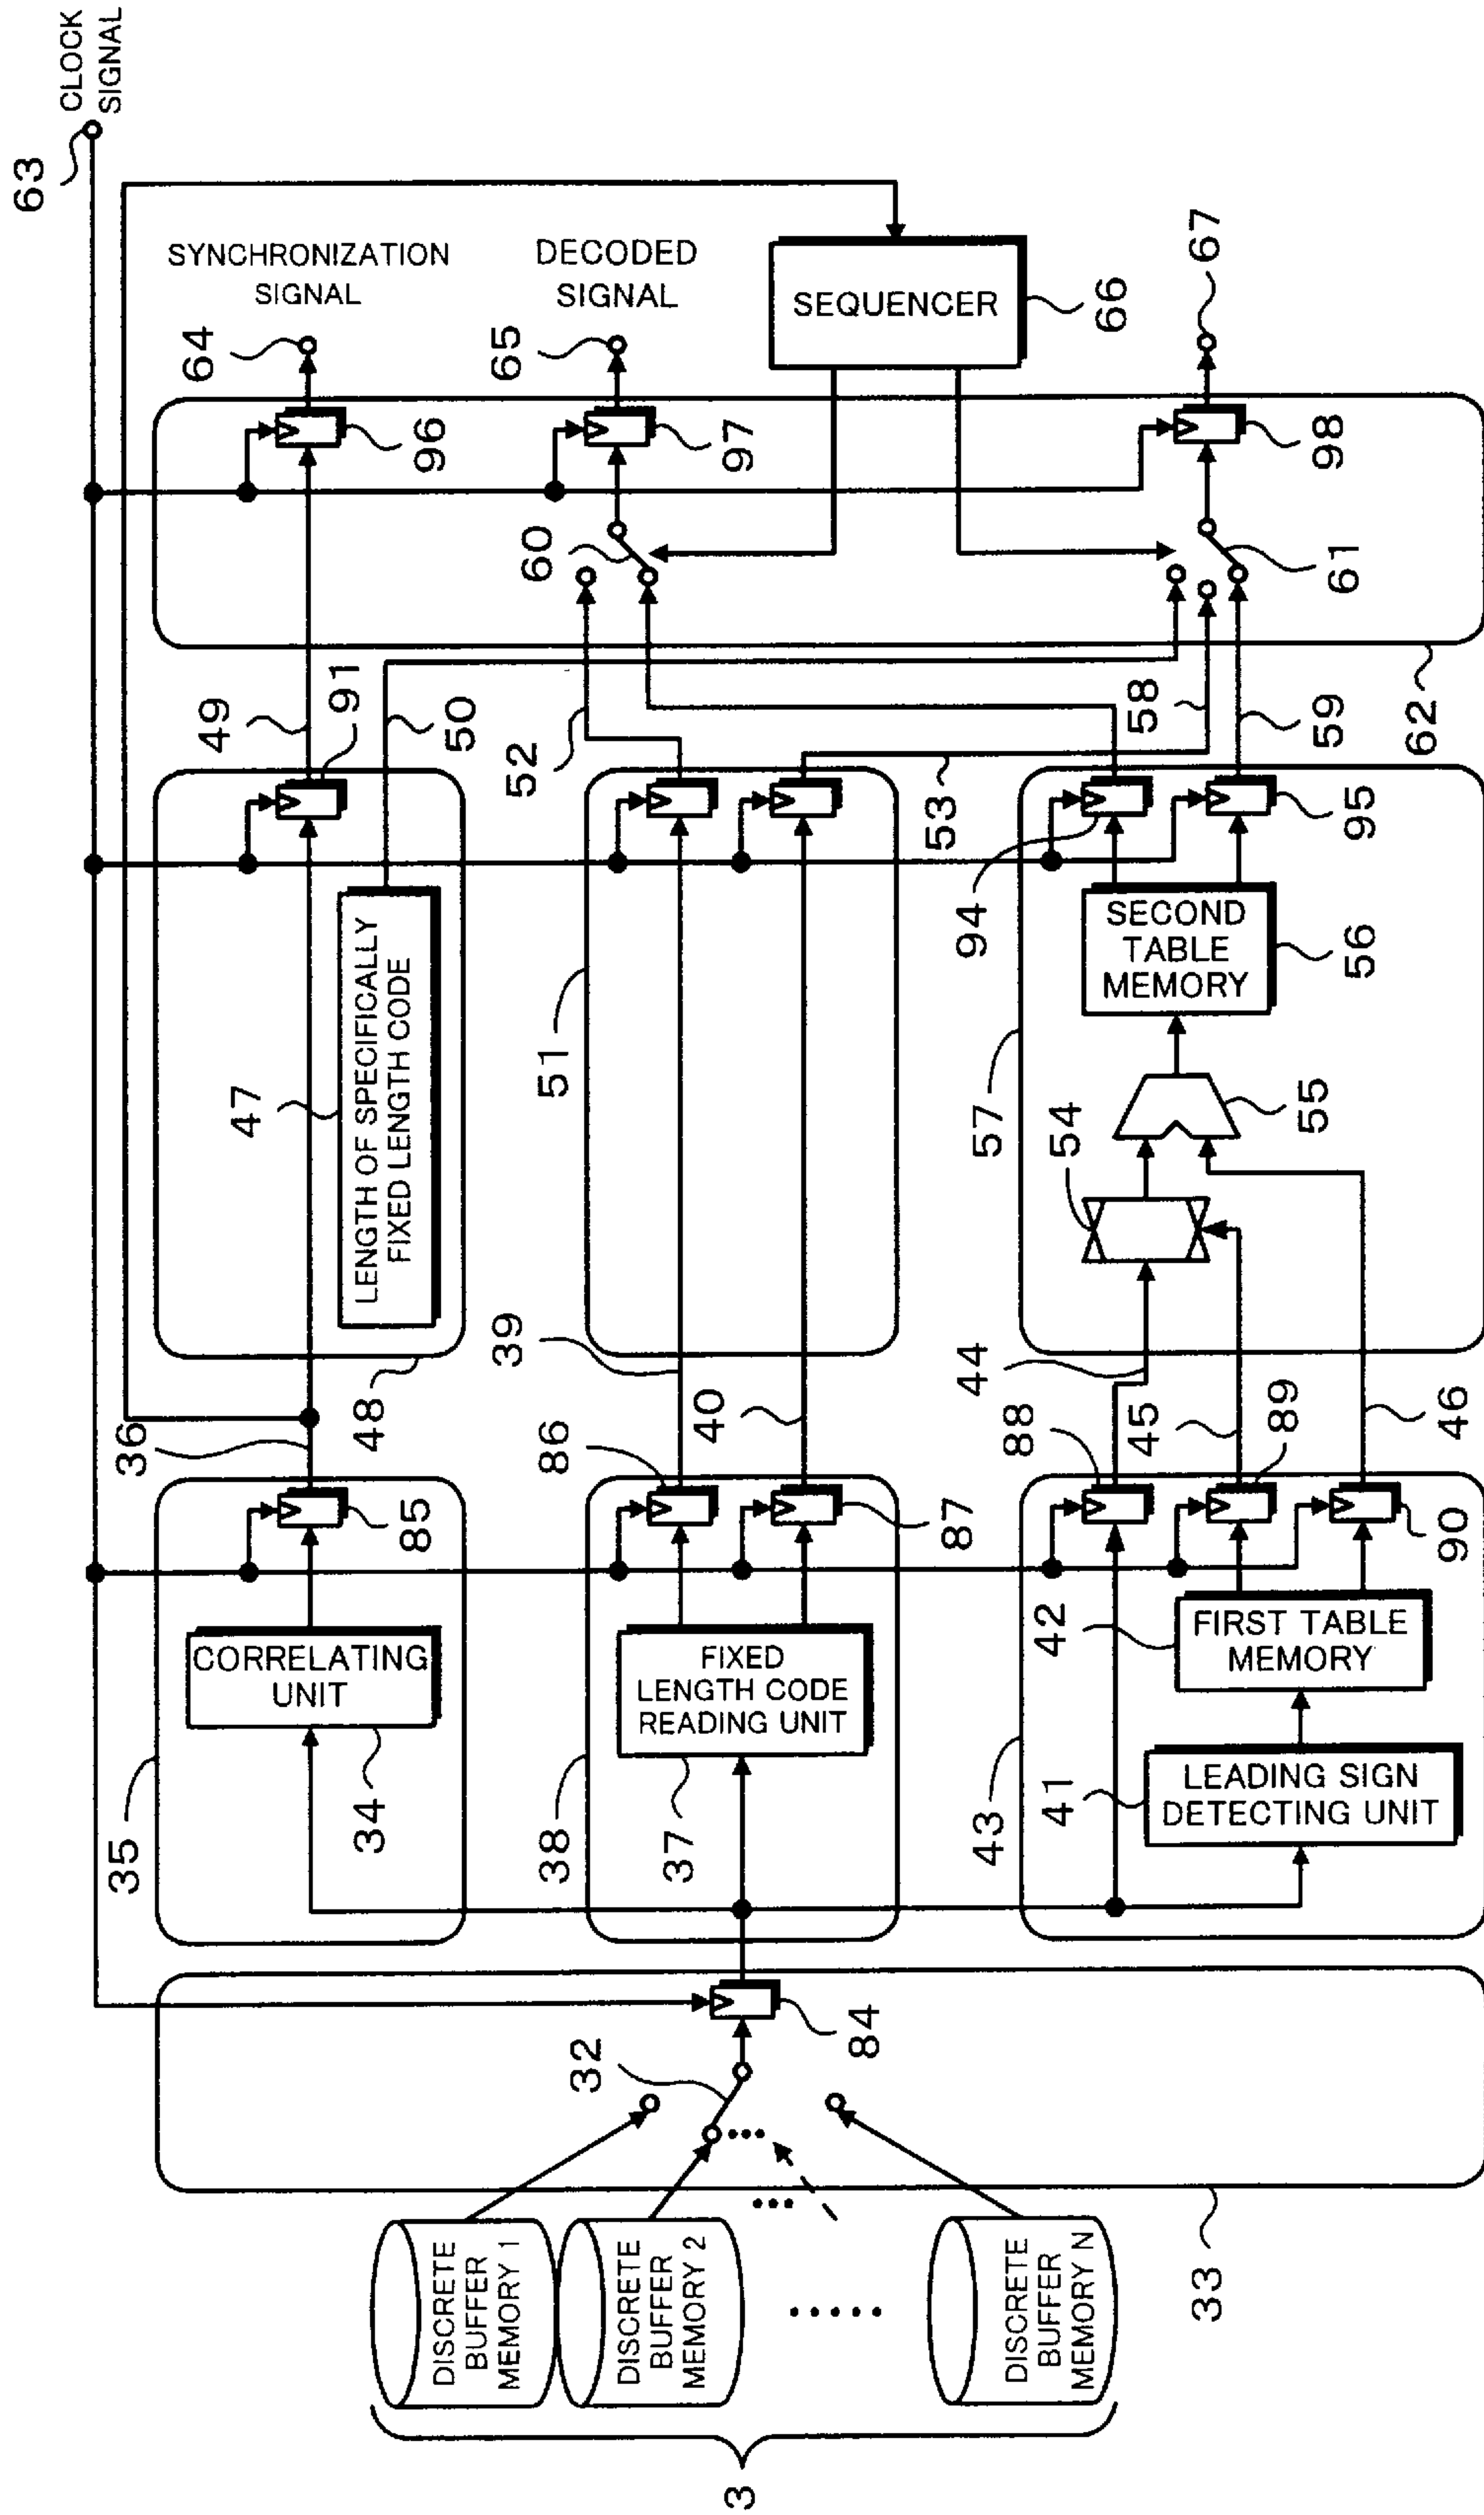 63
CLOCK
SIGNAL
SYNCHRONIZATION
SIGNAL
64
96
DECODED
SIGNAL
65
97
60
SEQUENCER
66
67
98
61
62
49
91
50
52
53
58
59
47
LENGTH OF SPECIFICALLY
FIXED LENGTH CODE
48
51
94
95
SECOND
TABLE
MEMORY
56
57
54
55
36
39
40
44
45
46
35
CORRELATING
UNIT
34
85
38
FIXED
LENGTH CODE
READING UNIT
37
86
87
43
41
LEADING SIGN
DETECTING UNIT
42
FIRST TABLE
MEMORY
88
89
90
32
84
33
DISCRETE
BUFFER
MEMORY 1
DISCRETE
BUFFER
MEMORY 2
DISCRETE
BUFFER
MEMORY N
3